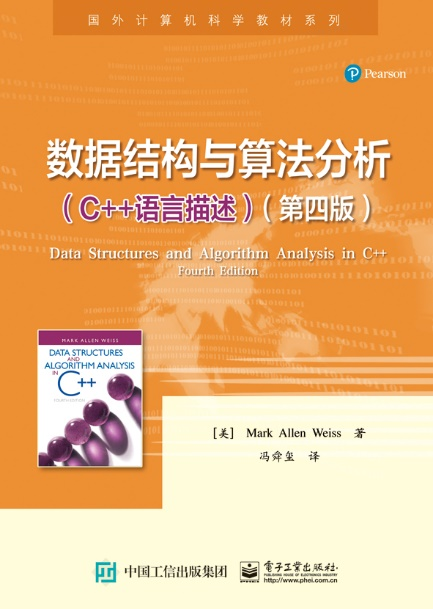 国外计算机科学教材系列
Pearson
数据结构与算法分析
（C++语言描述）（第四版）
Data Structures and Algorithm Analysis in C++
Fourth Edition
MARK ALLEN WEISS
DATA STRUCTURES
AND
ALGORITHM ANALYSIS
IN
C++
FOURTH EDITION
[美] Mark Allen Weiss 著
冯舜玺 译
中国工信出版集团
电子工业出版社
PUBLISHING HOUSE OF ELECTRONICS INDUSTRY
http://www.phei.com.cn